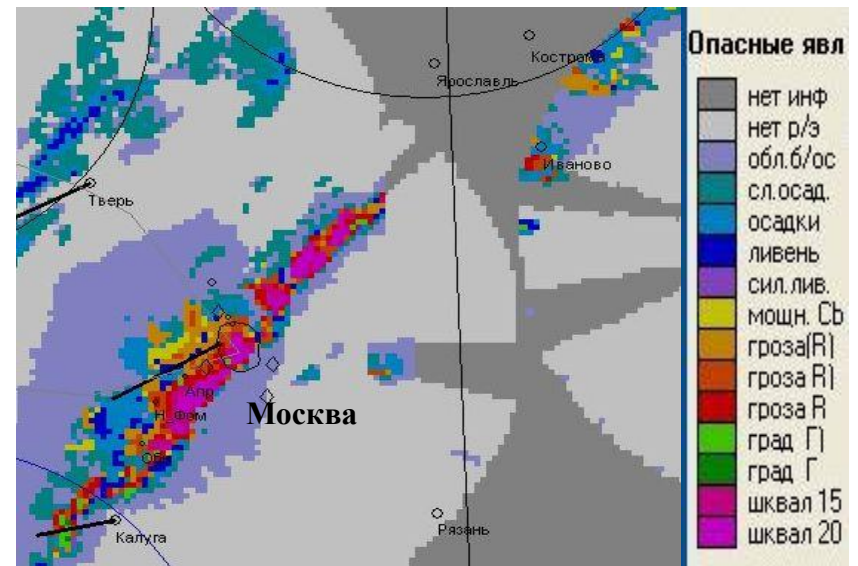 Кострома
Ярославль
Иваново
Тверь
Апр
Н_Фом
Москва
Об
Калуга
Рязань
Опасные явл
нет инф
нет р/э
обл.б/ос
сл.осад.
осадки
ливень
сил.лив.
мощн. Cb
гроза(R)
гроза R)
гроза R
град Г)
град Г
шквал 15
шквал 20